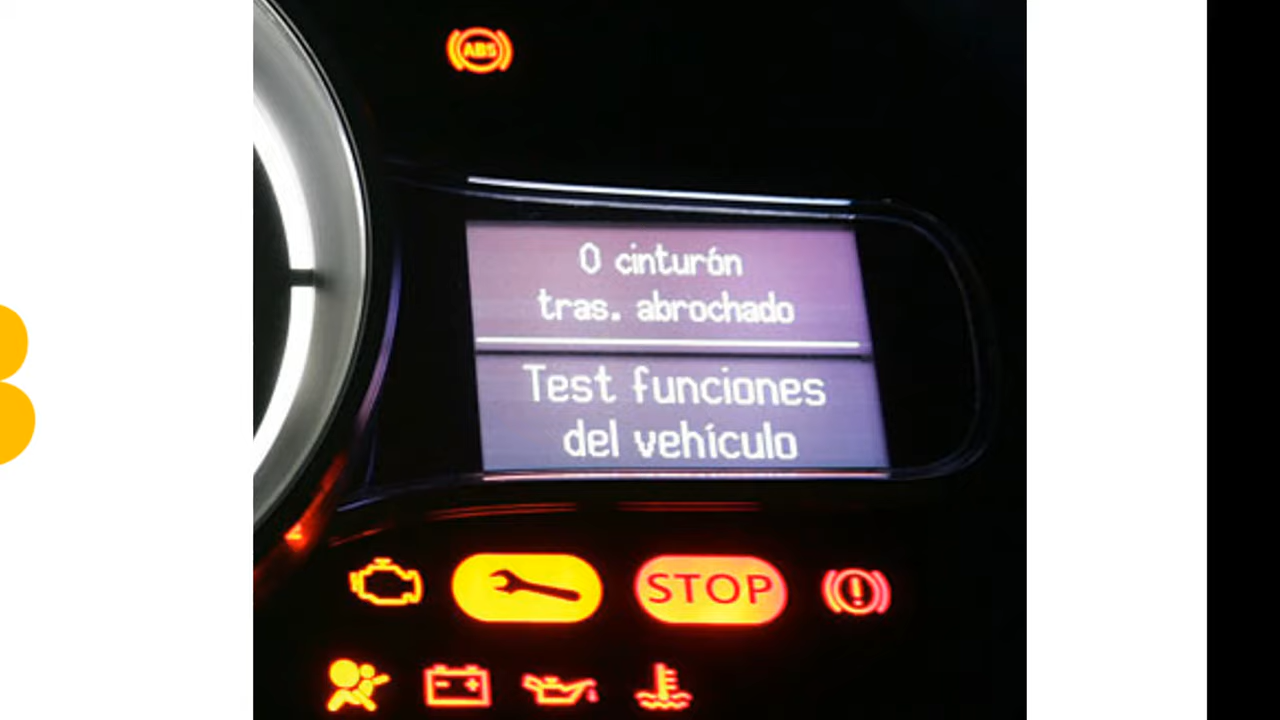 ABS
0 cinturón
tras. abrochado
Test funciones
del vehículo
STOP